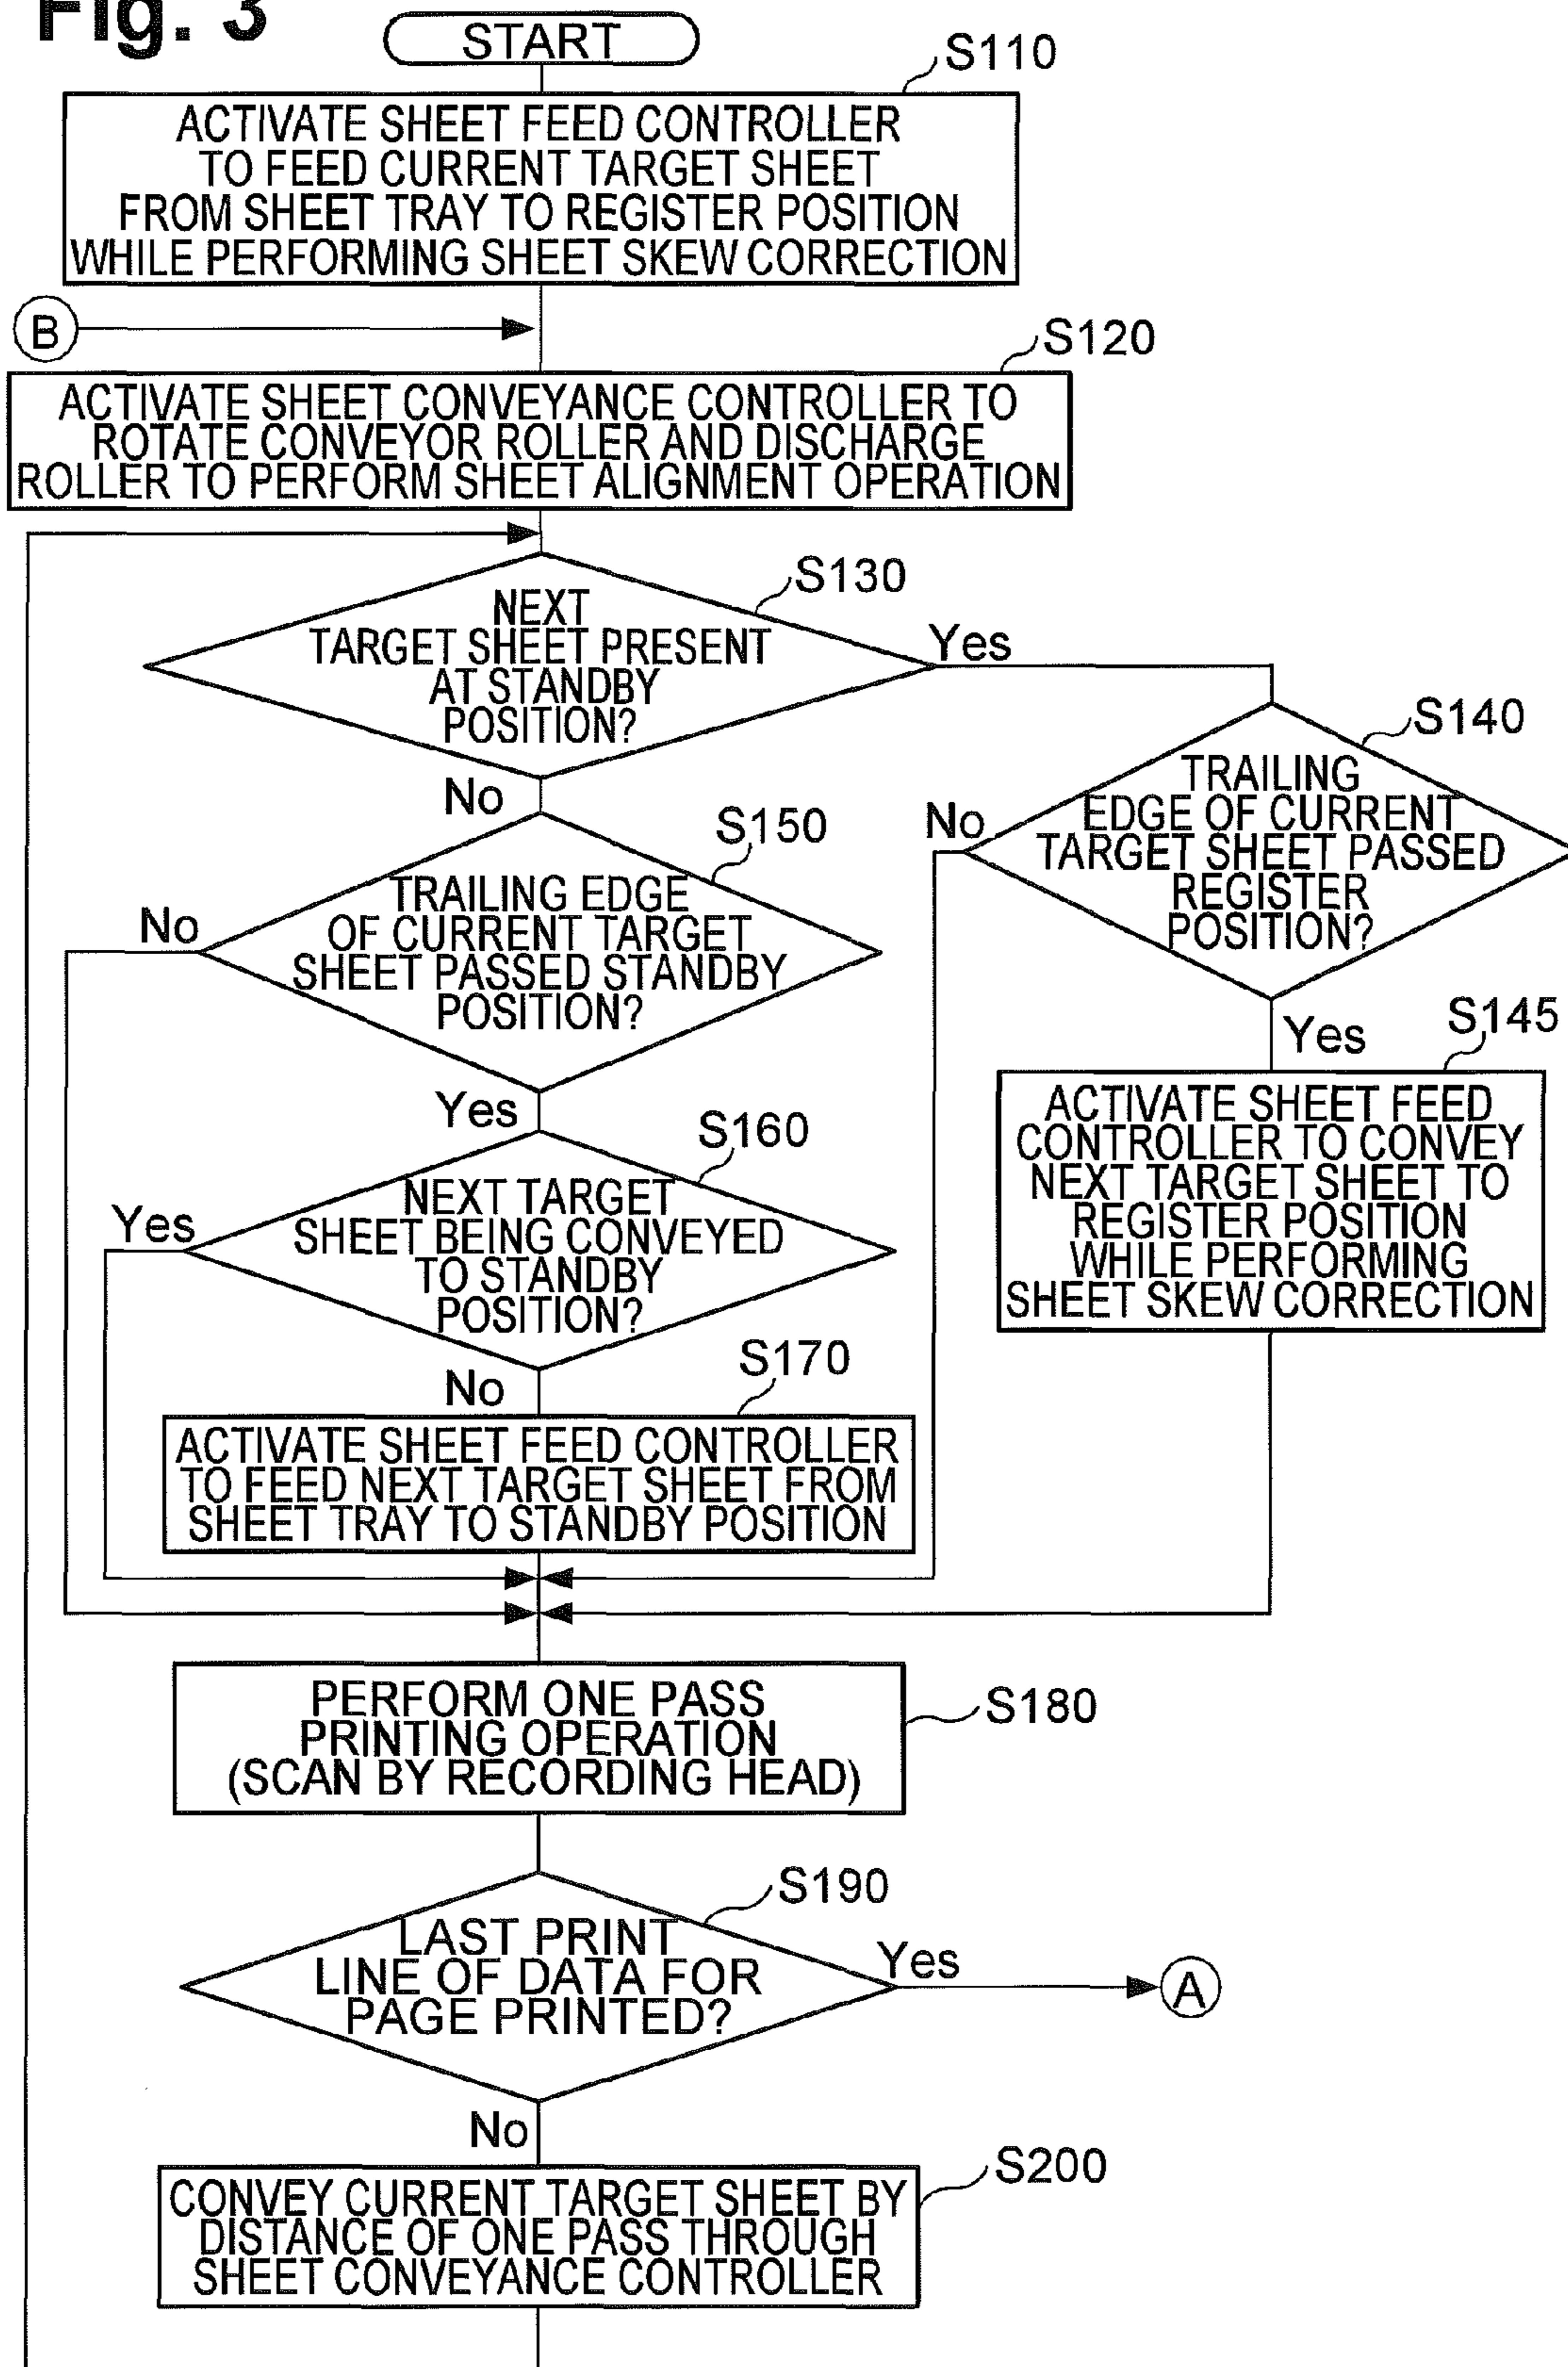 Fig. 3
START
S110
ACTIVATE SHEET FEED CONTROLLER
TO FEED CURRENT TARGET SHEET
FROM SHEET TRAY TO REGISTER POSITION
WHILE PERFORMING SHEET SKEW CORRECTION
B
S120
ACTIVATE SHEET CONVEYANCE CONTROLLER TO
ROTATE CONVEYOR ROLLER AND DISCHARGE
ROLLER TO PERFORM SHEET ALIGNMENT OPERATION
S130
NEXT
TARGET SHEET PRESENT
AT STANDBY
POSITION?
Yes
No
S140
TRAILING
EDGE OF CURRENT
TARGET SHEET PASSED
REGISTER
POSITION?
No
Yes
S145
ACTIVATE SHEET FEED
CONTROLLER TO CONVEY
NEXT TARGET SHEET TO
REGISTER POSITION
WHILE PERFORMING
SHEET SKEW CORRECTION
S150
TRAILING EDGE
OF CURRENT TARGET
SHEET PASSED STANDBY
POSITION?
No
Yes
S160
NEXT TARGET
SHEET BEING CONVEYED
TO STANDBY
POSITION?
Yes
No
S170
ACTIVATE SHEET FEED CONTROLLER
TO FEED NEXT TARGET SHEET FROM
SHEET TRAY TO STANDBY POSITION
PERFORM ONE PASS
PRINTING OPERATION
(SCAN BY RECORDING HEAD)
S180
S190
LAST PRINT
LINE OF DATA FOR
PAGE PRINTED?
Yes
A
No
S200
CONVEY CURRENT TARGET SHEET BY
DISTANCE OF ONE PASS THROUGH
SHEET CONVEYANCE CONTROLLER